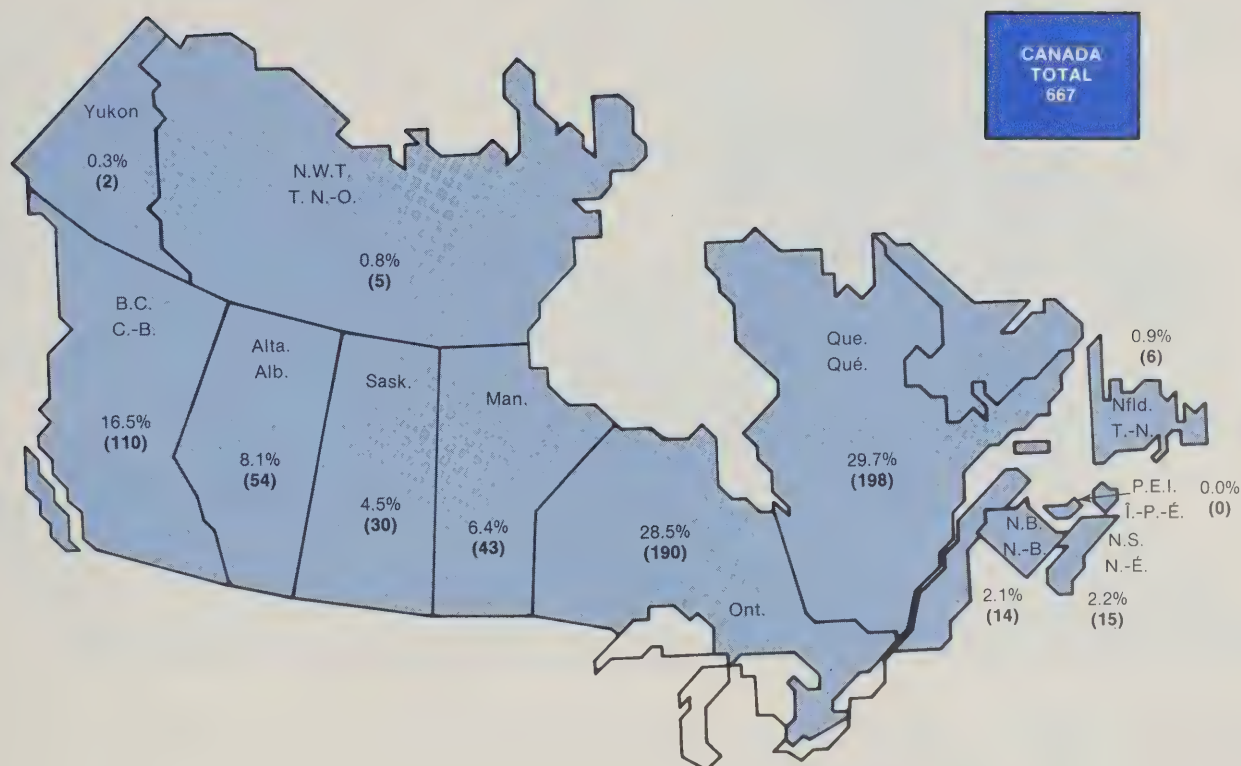 CANADA
TOTAL
667
Yukon
0.3%
(2)
N.W.T.
T. N.-O.
0.8%
(5)
B.C.
C.-B.
16.5%
(110)
Alta.
Alb.
8.1%
(54)
Sask.
4.5%
(30)
Man.
6.4%
(43)
28.5%
(190)
Ont.
Que.
Qué.
29.7%
(198)
0.9%
(6)
Nfld.
T.-N.
P.E.I.
Î.-P.-É.
0.0%
(0)
N.B.
N.-B.
2.1%
(14)
N.S.
N.-É.
2.2%
(15)